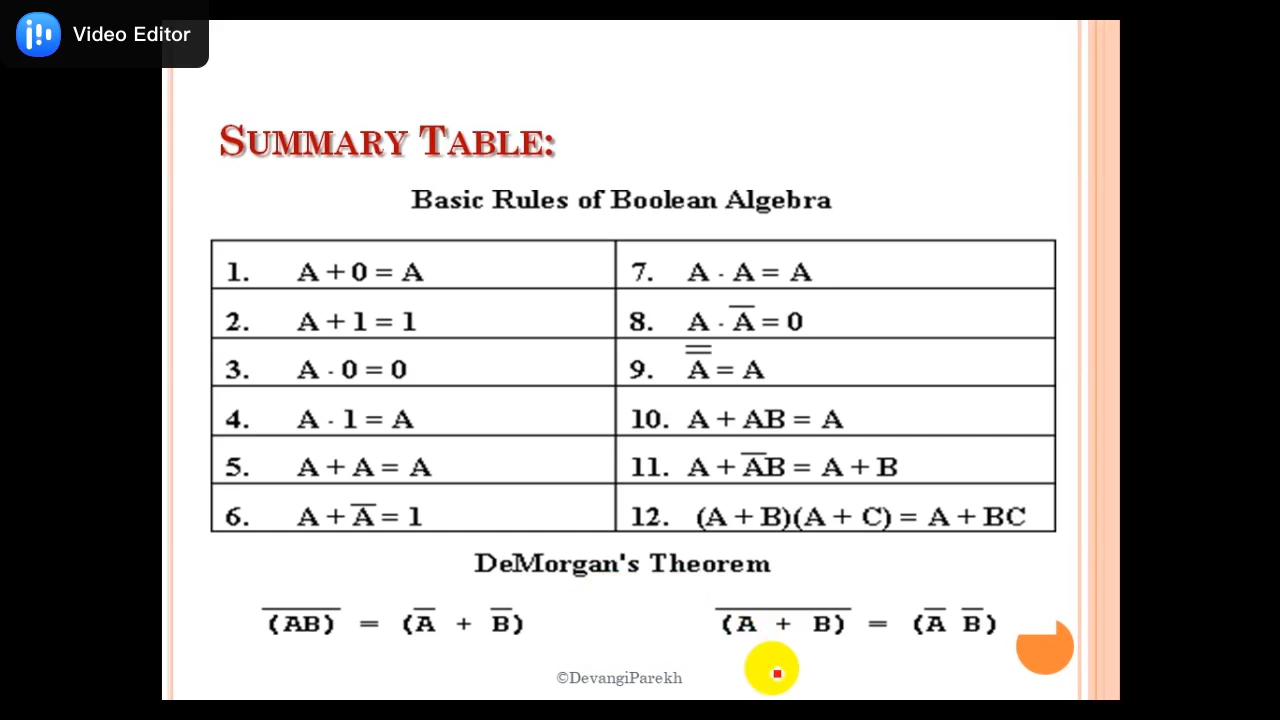 Video Editor
SUMMARY TABLE:
Basic Rules of Boolean Algebra
1. A + 0 = A
7. A · A = A
2. A + 1 = 1
8. A · A̅ = 0
3. A · 0 = 0
9. A̿ = A
4. A · 1 = A
10. A + AB = A
5. A + A = A
11. A + A̅B = A + B
6. A + A̅ = 1
12. (A + B)(A + C) = A + BC
DeMorgan's Theorem
(̅A̅B̅)̅ = (A̅ + B̅)
(̅A̅ ̅+̅ ̅B̅)̅ = (A̅ B̅)
©DevangiParekh